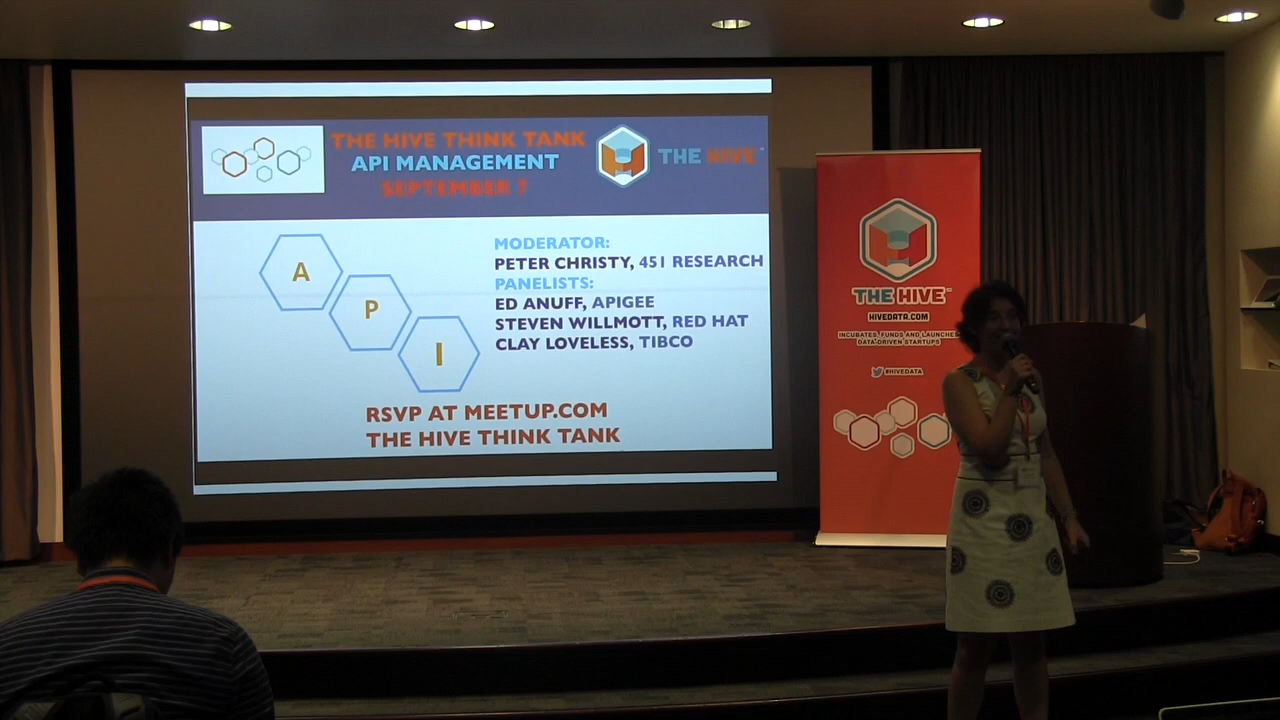 THE HIVE THINK TANK
API MANAGEMENT
SEPTEMBER 7
THE HIVE™
A
P
I
MODERATOR:
PETER CHRISTY, 451 RESEARCH
PANELISTS:
ED ANUFF, APIGEE
STEVEN WILLMOTT, RED HAT
CLAY LOVELESS, TIBCO
RSVP AT MEETUP.COM
THE HIVE THINK TANK
THE HIVE™
HIVEDATA.COM
INCUBATES, FUNDS AND LAUNCHES
DATA-DRIVEN STARTUPS
#HIVEDATA